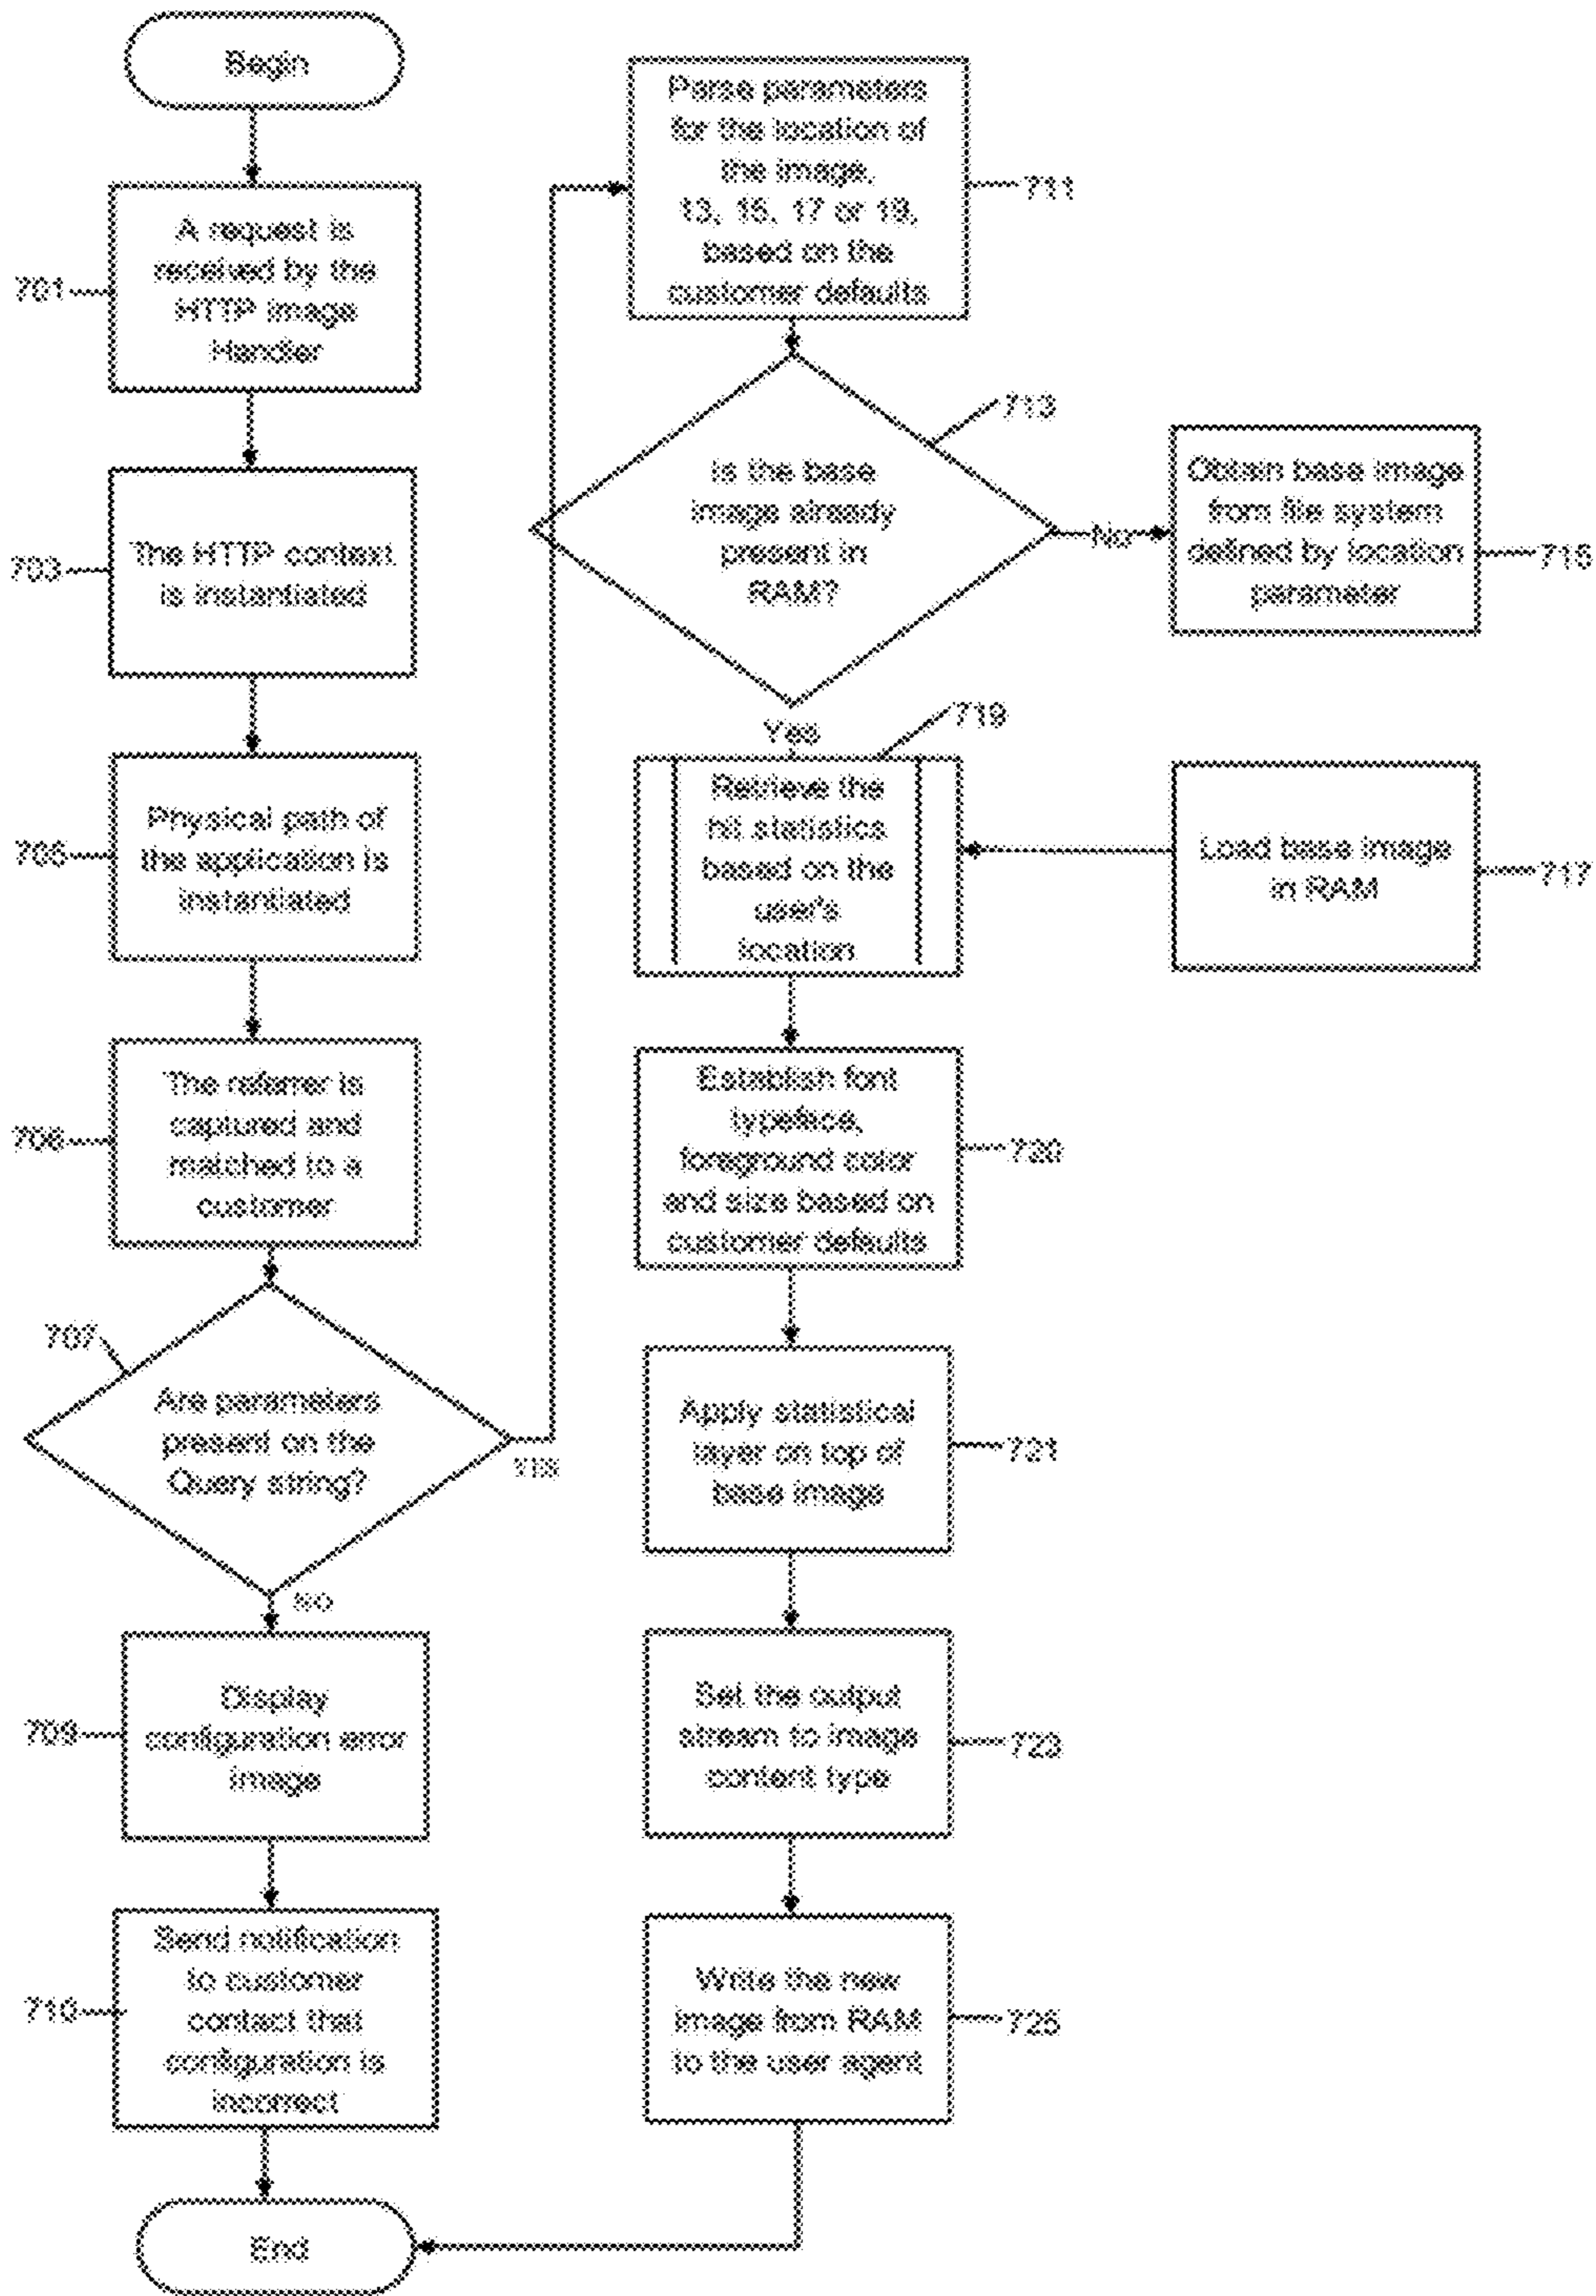 Begin
701
A request is
received by the
HTTP image
Handler
703
The HTTP context
is instantiated
705
Physical path of
the application is
instantiated
706
The referrer is
captured and
matched to a
customer
707
Are parameters
present on the
Query string?
Yes
No
709
Display
configuration error
image
710
Send notification
to customer
contact that
configuration is
incorrect
End
Parse parameters
for the location of
the image,
13, 15, 17 or 19,
based on the
customer defaults
711
713
Is the base
image already
present in
RAM?
No
Obtain base image
from file system
defined by location
parameter
715
Yes
719
Retrieve the
hit statistics
based on the
user's
location
Load base image
in RAM
717
Establish font
typeface,
foreground color
and size based on
customer defaults
720
Apply statistical
layer on top of
base image
721
Set the output
stream to image
content type
723
Write the new
image from RAM
to the user agent
725